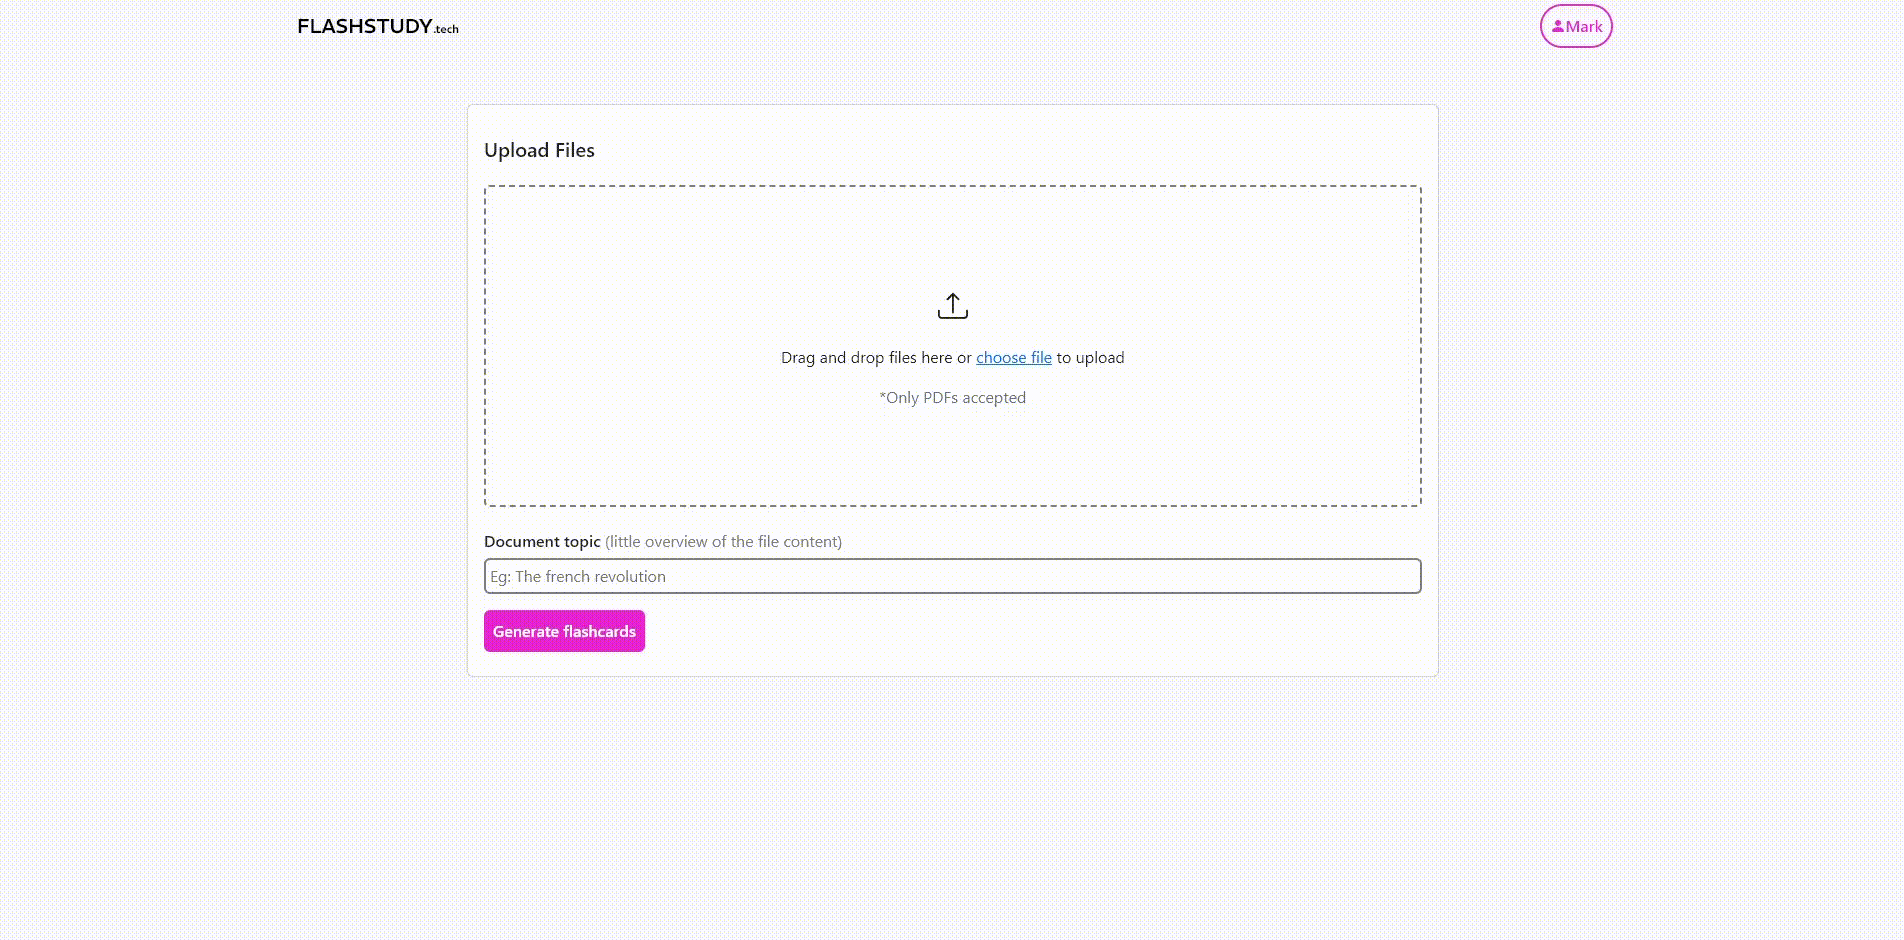 FLASHSTUDY.tech
Mark
Upload Files
Drag and drop files here or choose file to upload
*Only PDFs accepted
Document topic (little overview of the file content)
Eg: The french revolution
Generate flashcards